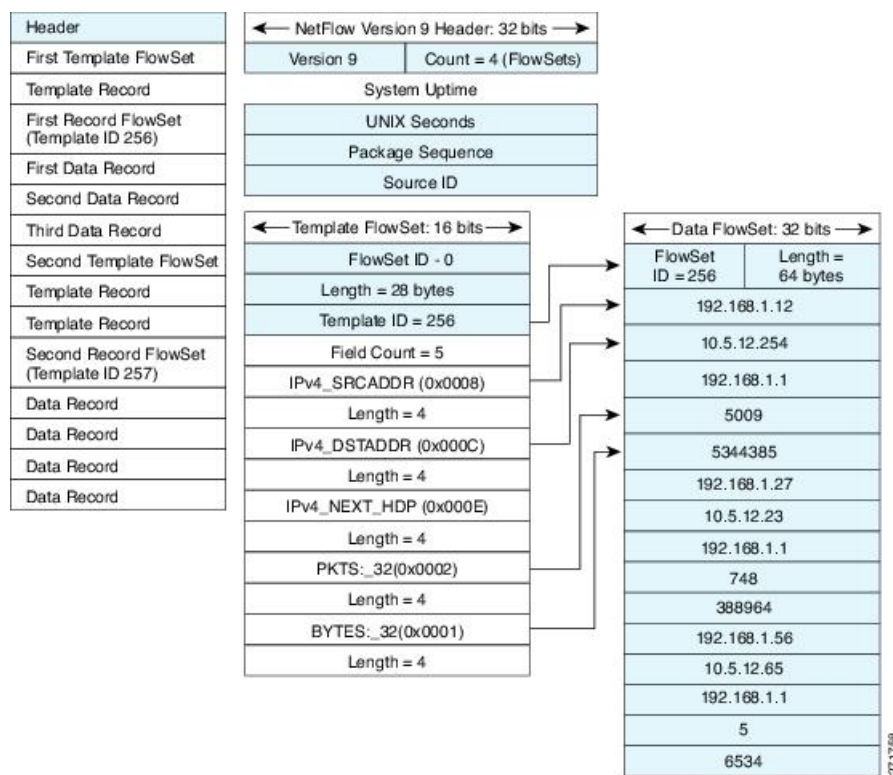 Header
First Template FlowSet
Template Record
First Record FlowSet
(Template ID 256)
First Data Record
Second Data Record
Third Data Record
Second Template FlowSet
Template Record
Template Record
Second Record FlowSet
(Template ID 257)
Data Record
Data Record
Data Record
Data Record
NetFlow Version 9 Header: 32 bits
Version 9
Count = 4 (FlowSets)
System Uptime
UNIX Seconds
Package Sequence
Source ID
Template FlowSet: 16 bits
FlowSet ID - 0
Length = 28 bytes
Template ID = 256
Field Count = 5
IPv4_SRCADDR (0x0008)
Length = 4
IPv4_DSTADDR (0x000C)
Length = 4
IPv4_NEXT_HDP (0x000E)
Length = 4
PKTS:_32(0x0002)
Length = 4
BYTES:_32(0x0001)
Length = 4
Data FlowSet: 32 bits
FlowSet
ID = 256
Length =
64 bytes
192.168.1.12
10.5.12.254
192.168.1.1
5009
5344385
192.168.1.27
10.5.12.23
192.168.1.1
748
388964
192.168.1.56
10.5.12.65
192.168.1.1
5
6534